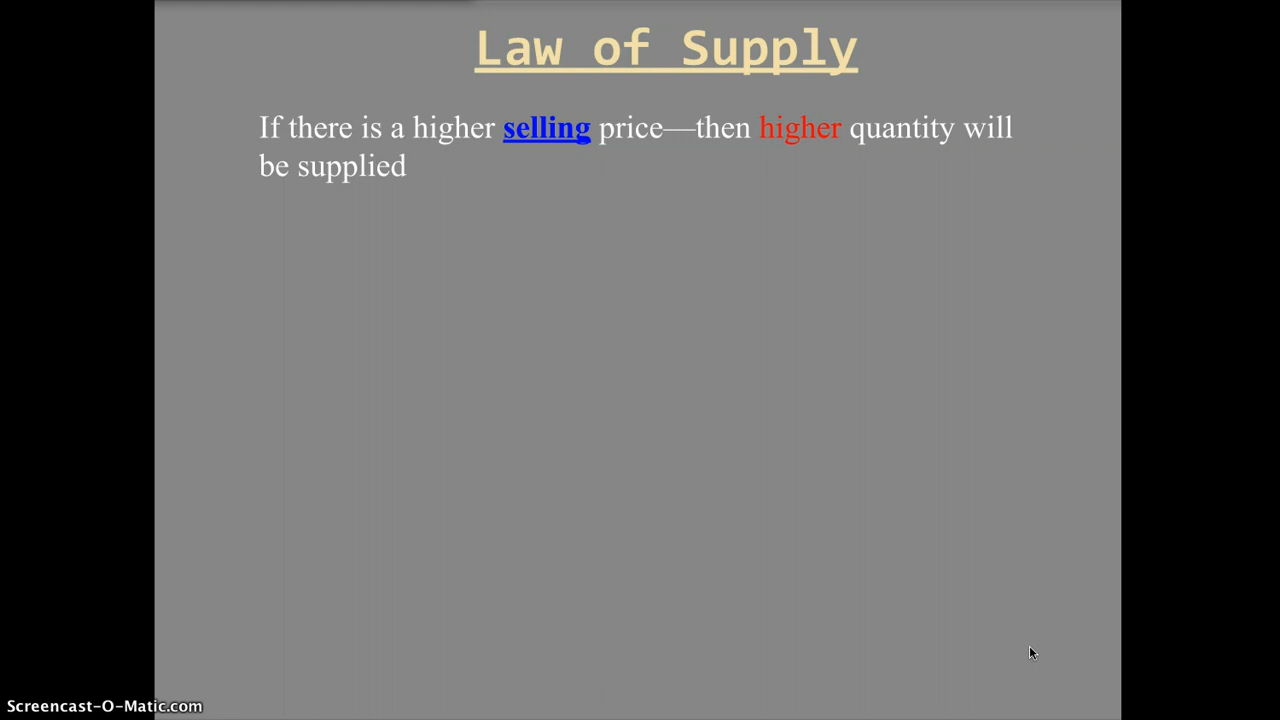 Law of Supply
If there is a higher selling price—then higher quantity will
be supplied
Screencast-O-Matic.com